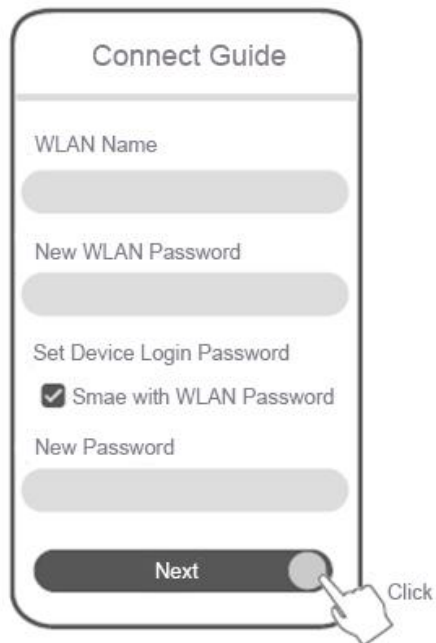 Connect Guide
WLAN Name
New WLAN Password
Set Device Login Password
Smae with WLAN Password
New Password
Next
Click